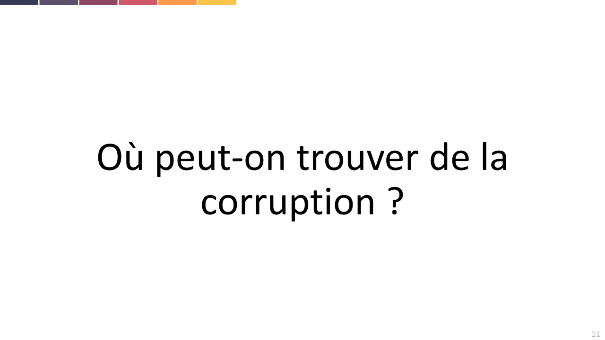 Où peut-on trouver de la
corruption ?
21